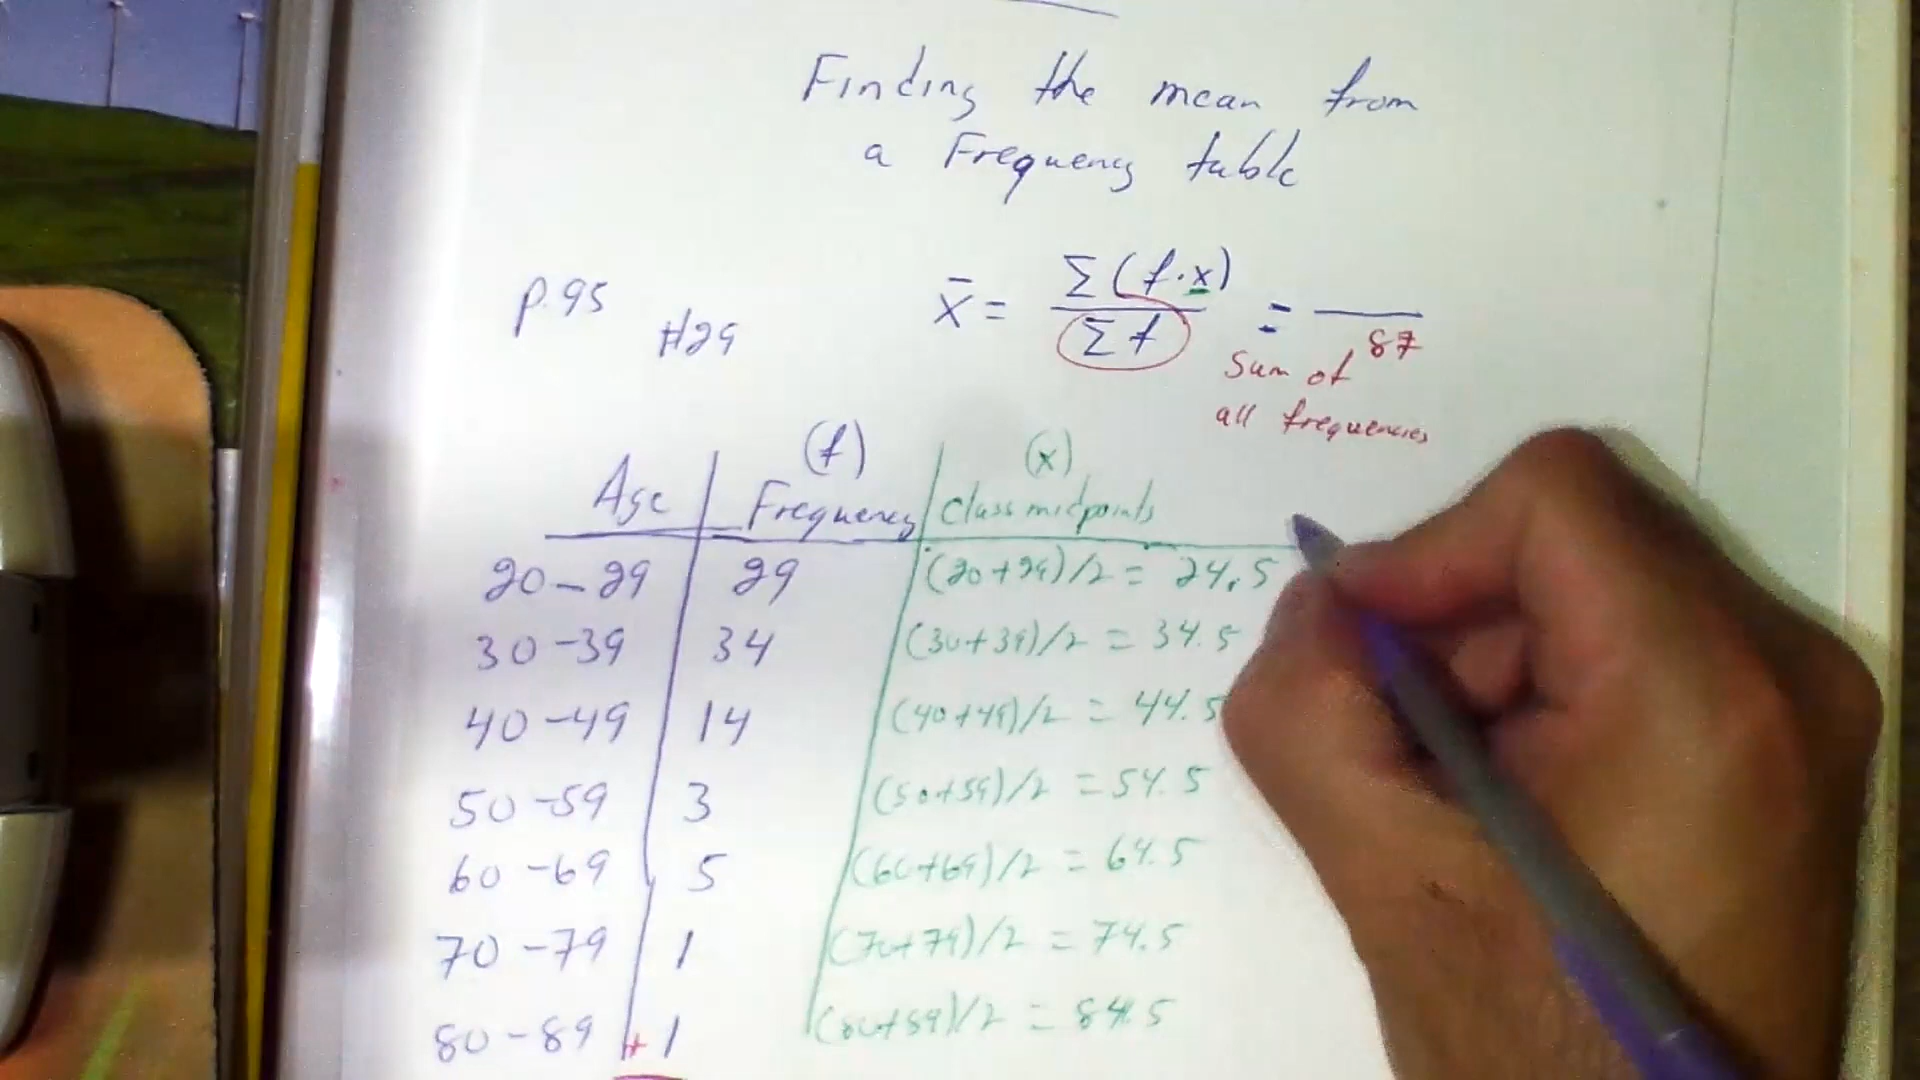 Finding the mean from
a Frequency table
p.95 #29
x̄ = Σ(f·x) / Σf = ___ / 87
Sum of
all frequencies
(f) (x)
Age Frequency Class midpoints
20-29 29 (20+29)/2 = 24.5
30-39 34 (30+39)/2 = 34.5
40-49 14 (40+49)/2 = 44.5
50-59 3 (50+59)/2 = 54.5
60-69 5 (60+69)/2 = 64.5
70-79 1 (70+79)/2 = 74.5
80-89 + 1 (80+89)/2 = 84.5